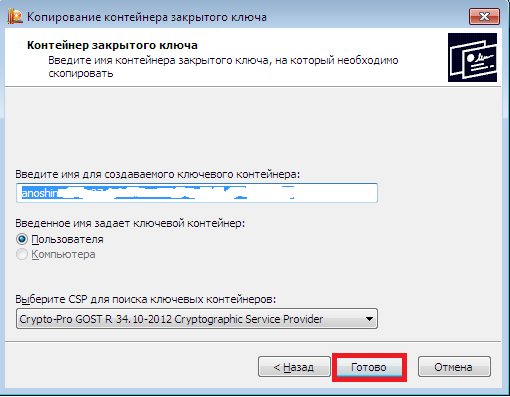 Копирование контейнера закрытого ключа
Контейнер закрытого ключа
Введите имя контейнера закрытого ключа, на который необходимо
скопировать
Введите имя для создаваемого ключевого контейнера:
anoshin
Введенное имя задает ключевой контейнер:
Пользователя
Компьютера
Выберите CSP для поиска ключевых контейнеров:
Crypto-Pro GOST R 34.10-2012 Cryptographic Service Provider
< Назад Готово Отмена